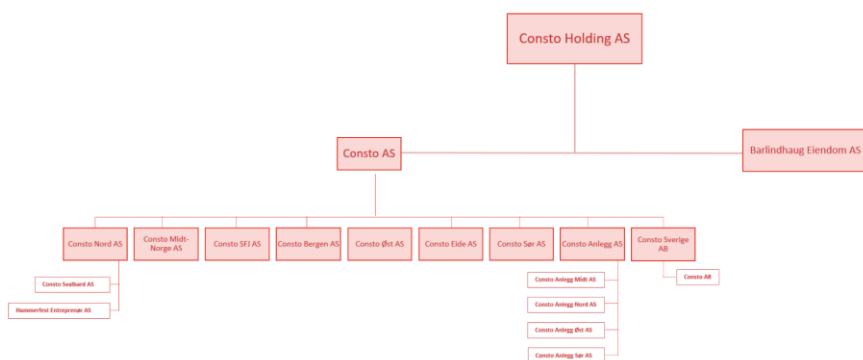 Consto Holding AS
Consto AS
Barlindhaug Eiendom AS
Consto Nord AS
Consto Midt-
Norge AS
Consto SFJ AS
Consto Bergen AS
Consto Øst AS
Consto Eide AS
Consto Sør AS
Consto Anlegg AS
Consto Sverige
AB
Consto Svalbard AS
Hammerfest Entreprenør AS
Consto Anlegg Midt AS
Consto Anlegg Nord AS
Consto Anlegg Øst AS
Consto Anlegg Sør AS
Consto AB